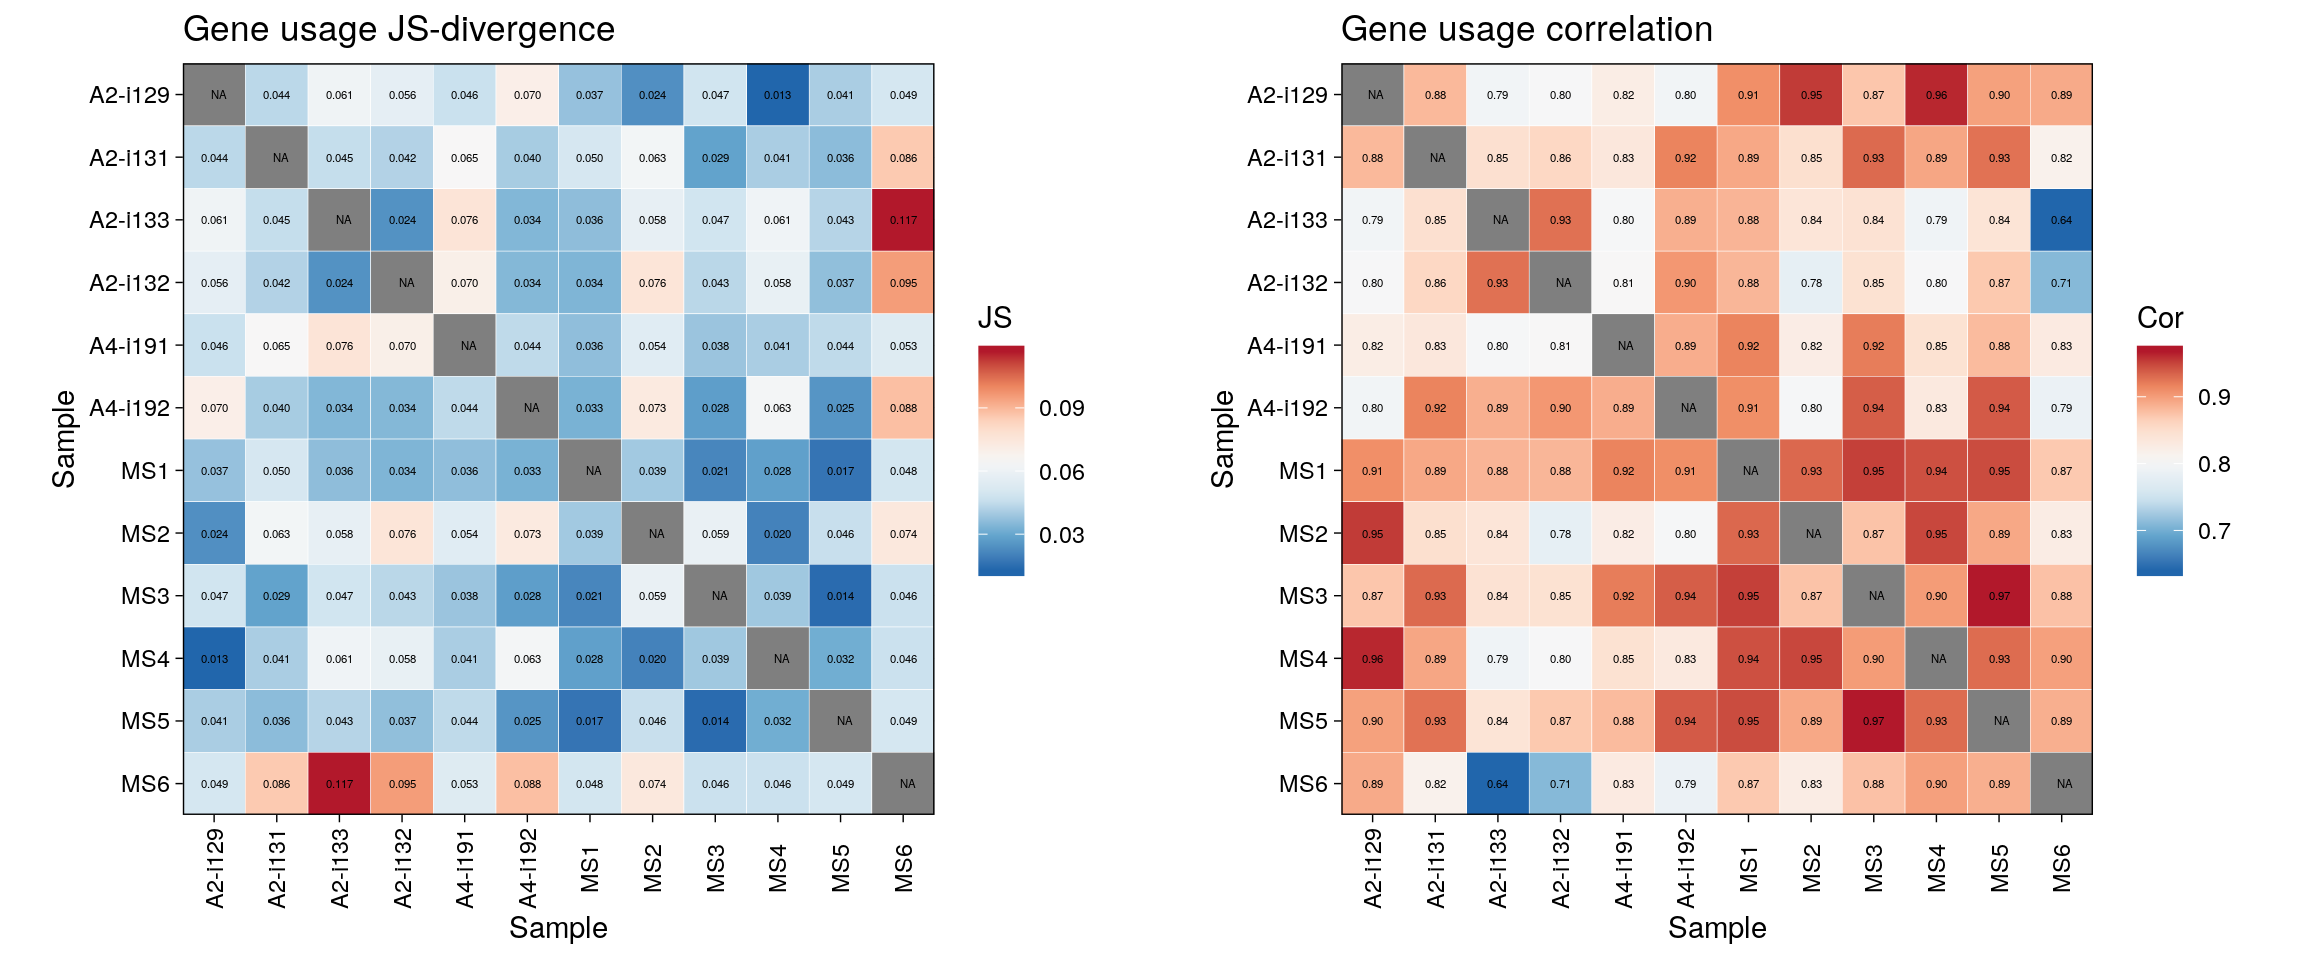 Gene usage JS-divergence
A2-i129 NA 0.044 0.061 0.056 0.046 0.070 0.037 0.024 0.047 0.013 0.041 0.049
A2-i131 0.044 NA 0.045 0.042 0.065 0.040 0.050 0.063 0.029 0.041 0.036 0.086
A2-i133 0.061 0.045 NA 0.024 0.076 0.034 0.036 0.058 0.047 0.061 0.043 0.117
A2-i132 0.056 0.042 0.024 NA 0.070 0.034 0.034 0.076 0.043 0.058 0.037 0.095
A4-i191 0.046 0.065 0.076 0.070 NA 0.044 0.036 0.054 0.038 0.041 0.044 0.053
A4-i192 0.070 0.040 0.034 0.034 0.044 NA 0.033 0.073 0.028 0.063 0.025 0.088
MS1 0.037 0.050 0.036 0.034 0.036 0.033 NA 0.039 0.021 0.028 0.017 0.048
MS2 0.024 0.063 0.058 0.076 0.054 0.073 0.039 NA 0.059 0.020 0.046 0.074
MS3 0.047 0.029 0.047 0.043 0.038 0.028 0.021 0.059 NA 0.039 0.014 0.046
MS4 0.013 0.041 0.061 0.058 0.041 0.063 0.028 0.020 0.039 NA 0.032 0.046
MS5 0.041 0.036 0.043 0.037 0.044 0.025 0.017 0.046 0.014 0.032 NA 0.049
MS6 0.049 0.086 0.117 0.095 0.053 0.088 0.048 0.074 0.046 0.046 0.049 NA
A2-i129 A2-i131 A2-i133 A2-i132 A4-i191 A4-i192 MS1 MS2 MS3 MS4 MS5 MS6
Sample
Sample
JS
0.09
0.06
0.03
Gene usage correlation
A2-i129 NA 0.88 0.79 0.80 0.82 0.80 0.91 0.95 0.87 0.96 0.90 0.89
A2-i131 0.88 NA 0.85 0.86 0.83 0.92 0.89 0.85 0.93 0.89 0.93 0.82
A2-i133 0.79 0.85 NA 0.93 0.80 0.89 0.88 0.84 0.84 0.79 0.84 0.64
A2-i132 0.80 0.86 0.93 NA 0.81 0.90 0.88 0.78 0.85 0.80 0.87 0.71
A4-i191 0.82 0.83 0.80 0.81 NA 0.89 0.92 0.82 0.92 0.85 0.88 0.83
A4-i192 0.80 0.92 0.89 0.90 0.89 NA 0.91 0.80 0.94 0.83 0.94 0.79
MS1 0.91 0.89 0.88 0.88 0.92 0.91 NA 0.93 0.95 0.94 0.95 0.87
MS2 0.95 0.85 0.84 0.78 0.82 0.80 0.93 NA 0.87 0.95 0.89 0.83
MS3 0.87 0.93 0.84 0.85 0.92 0.94 0.95 0.87 NA 0.90 0.97 0.88
MS4 0.96 0.89 0.79 0.80 0.85 0.83 0.94 0.95 0.90 NA 0.93 0.90
MS5 0.90 0.93 0.84 0.87 0.88 0.94 0.95 0.89 0.97 0.93 NA 0.89
MS6 0.89 0.82 0.64 0.71 0.83 0.79 0.87 0.83 0.88 0.90 0.89 NA
A2-i129 A2-i131 A2-i133 A2-i132 A4-i191 A4-i192 MS1 MS2 MS3 MS4 MS5 MS6
Sample
Sample
Cor
0.9
0.8
0.7